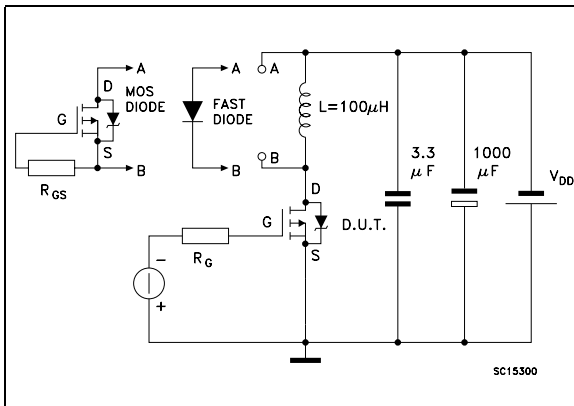 A
D
MOS
DIODE
G
S
B
RGS
A
FAST
DIODE
B
A
L=100μH
B
D
G
D.U.T.
S
RG
-
+
3.3
μF
1000
μF
VDD
SC15300